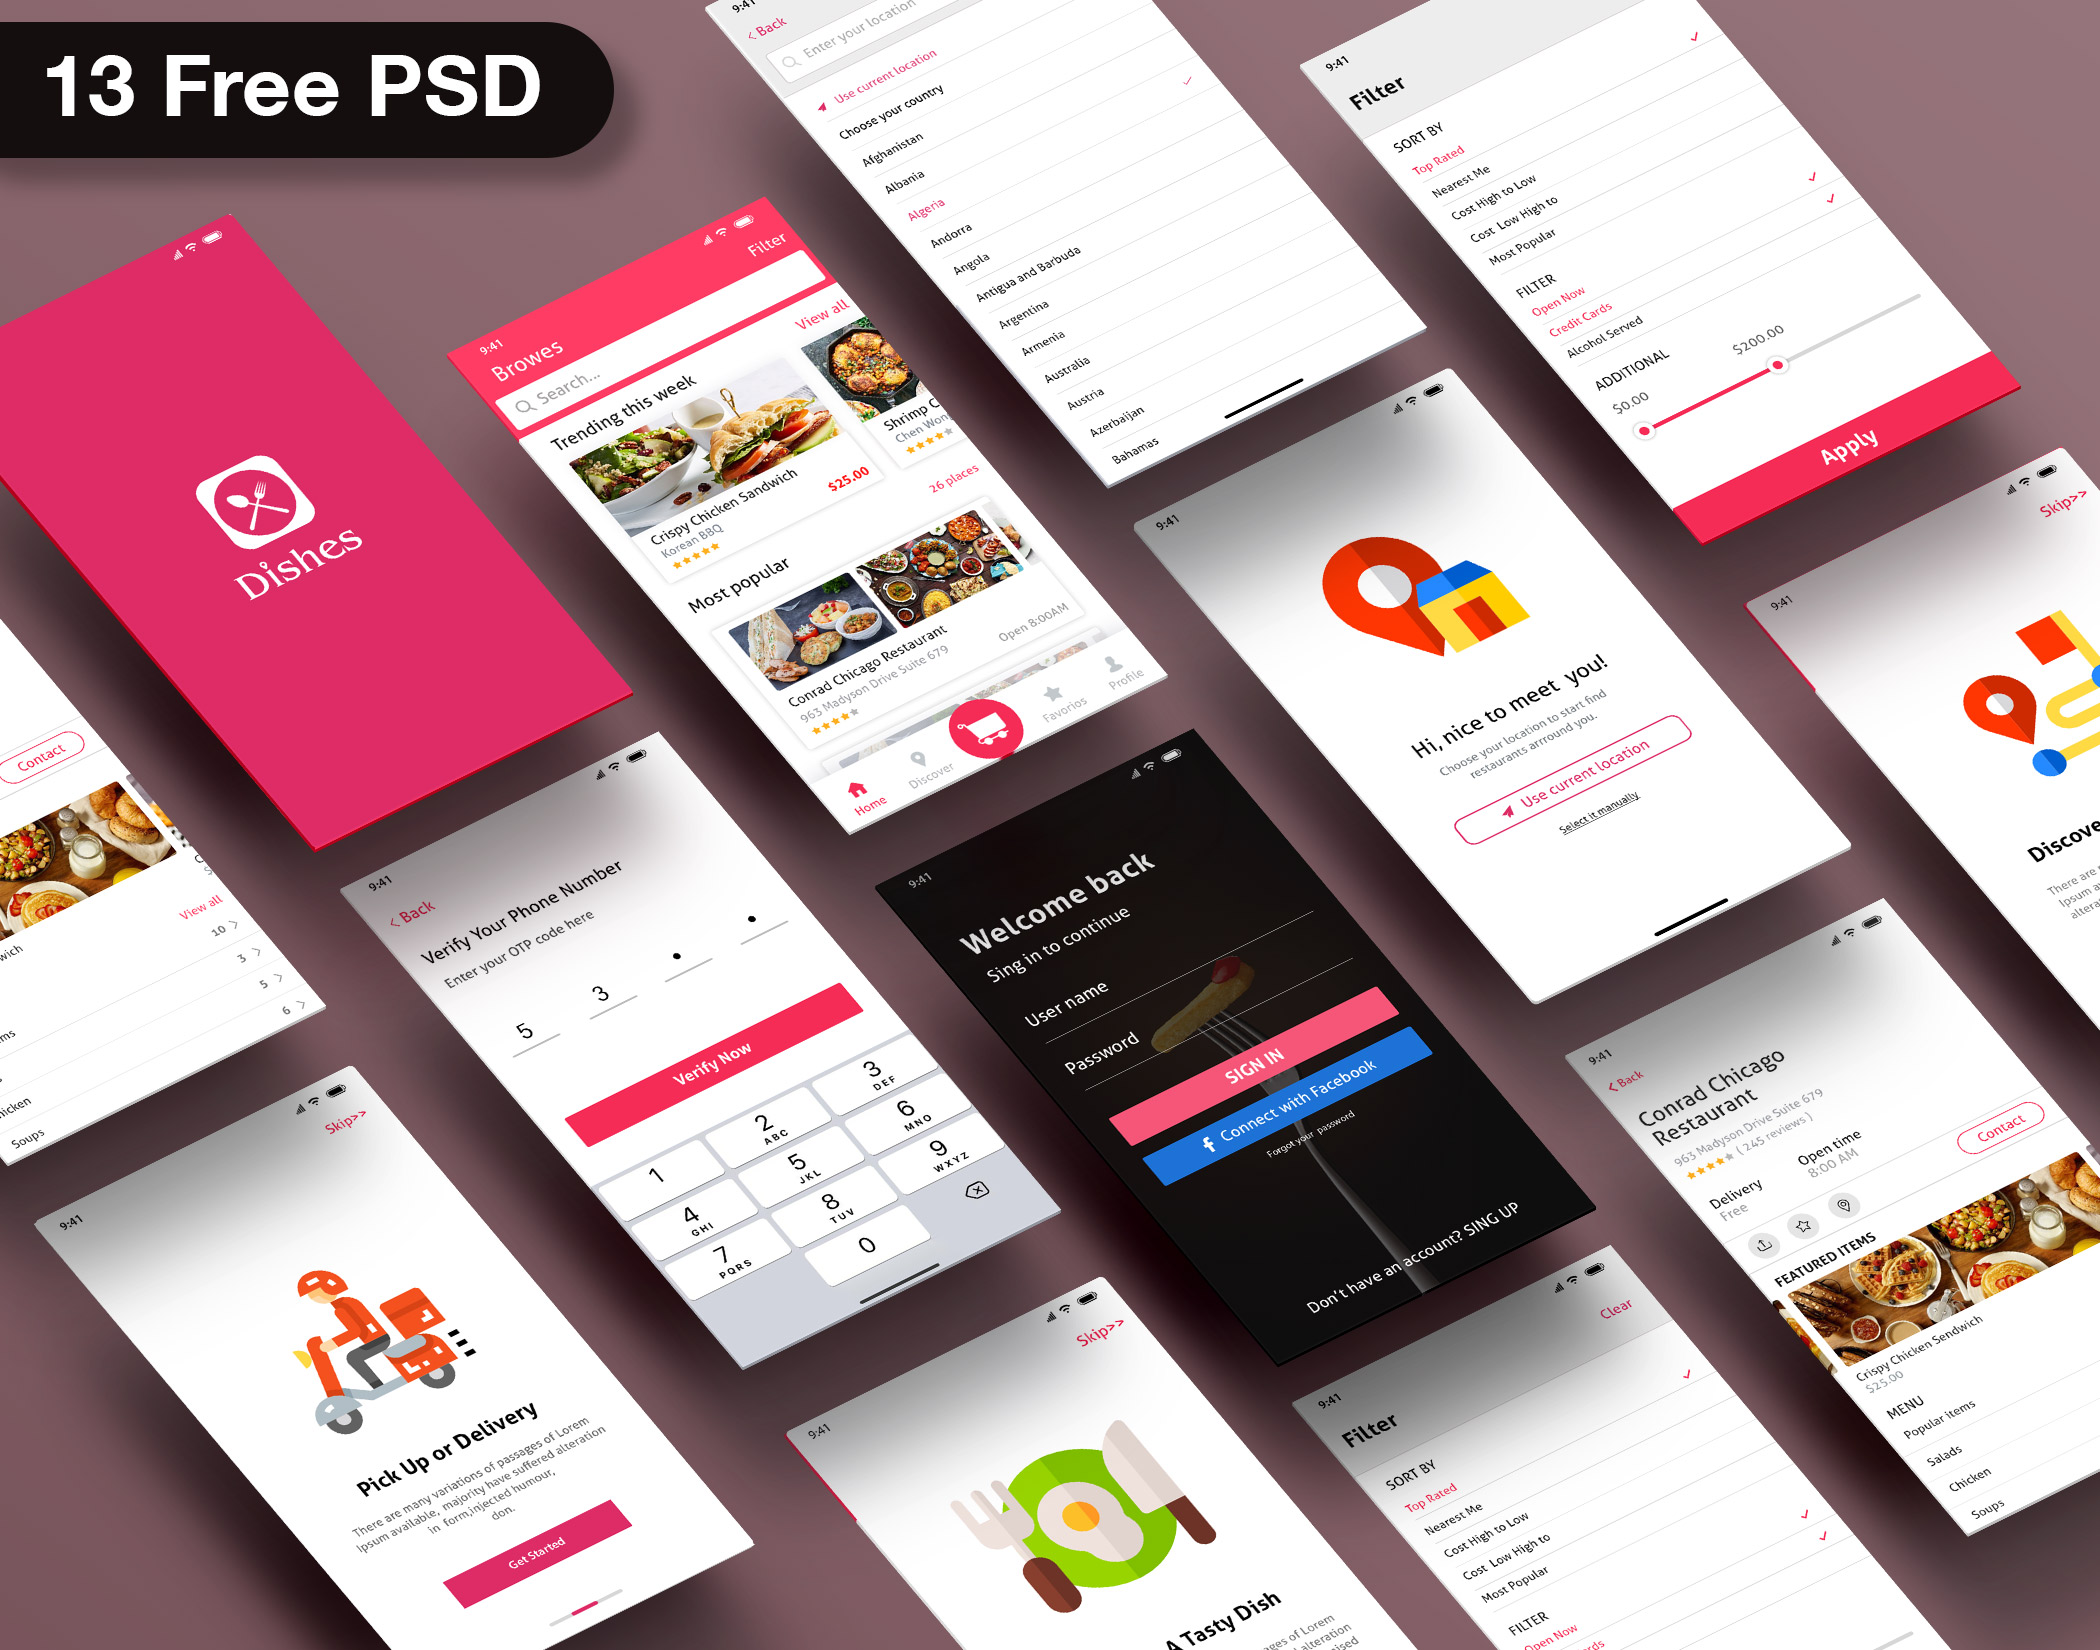 13 Free PSD
Dishes
9:41
Browes
Filter
Search...
Trending this week
View all
Crispy Chicken Sandwich
Korean BBQ
$25.00
Shrimp C
Chen Won
Most popular
26 places
Conrad Chicago Restaurant
963 Madyson Drive Suite 679
Open 8:00AM
Home
Discover
Favorios
Profile
9:41
< Back
Enter your location
Use current location
Choose your country
Afghanistan
Albania
Algeria
Andorra
Angola
Antigua and Barbuda
Argentina
Armenia
Australia
Austria
Azerbaijan
Bahamas
9:41
Filter
SORT BY
Top Rated
Nearest Me
Cost High to Low
Cost Low High to
Most Popular
FILTER
Open Now
Credit Cards
Alcohol Served
ADDITIONAL
$0.00
$200.00
Apply
9:41
Hi, nice to meet you!
Choose your location to start find
restaurants arround you.
Use current location
Select it manually
9:41
Skip>>
Discove
There are
Ipsum a
altera
Contact
wich
View all
10 >
ms
3 >
5 >
hicken
6 >
Soups
9:41
< Back
Verify Your Phone Number
Enter your OTP code here
5 3
Verify Now
1
2
ABC
3
DEF
4
GHI
5
JKL
6
MNO
7
PQRS
8
TUV
9
WXYZ
0
9:41
Welcome back
Sing in to continue
User name
Password
SIGN IN
f Connect with Facebook
Forgot your password
Don't have an account? SING UP
9:41
< Back
Conrad Chicago
Restaurant
963 Madyson Drive Suite 679
( 245 reviews )
Delivery
Free
Open time
8:00 AM
Contact
FEATURED ITEMS
Crispy Chicken Sendwich
$25.00
MENU
Popular items
Salads
Chicken
Soups
9:41
Skip>>
Pick Up or Delivery
There are many variations of passages of Lorem
Ipsum available, majority have suffered alteration
in form,injected humour,
don.
Get Started
9:41
Skip>>
A Tasty Dish
ges of Lorem
alteration
ised
9:41
Filter
Clear
SORT BY
Top Rated
Nearest Me
Cost High to Low
Cost Low High to
Most Popular
FILTER
Open Now
rds